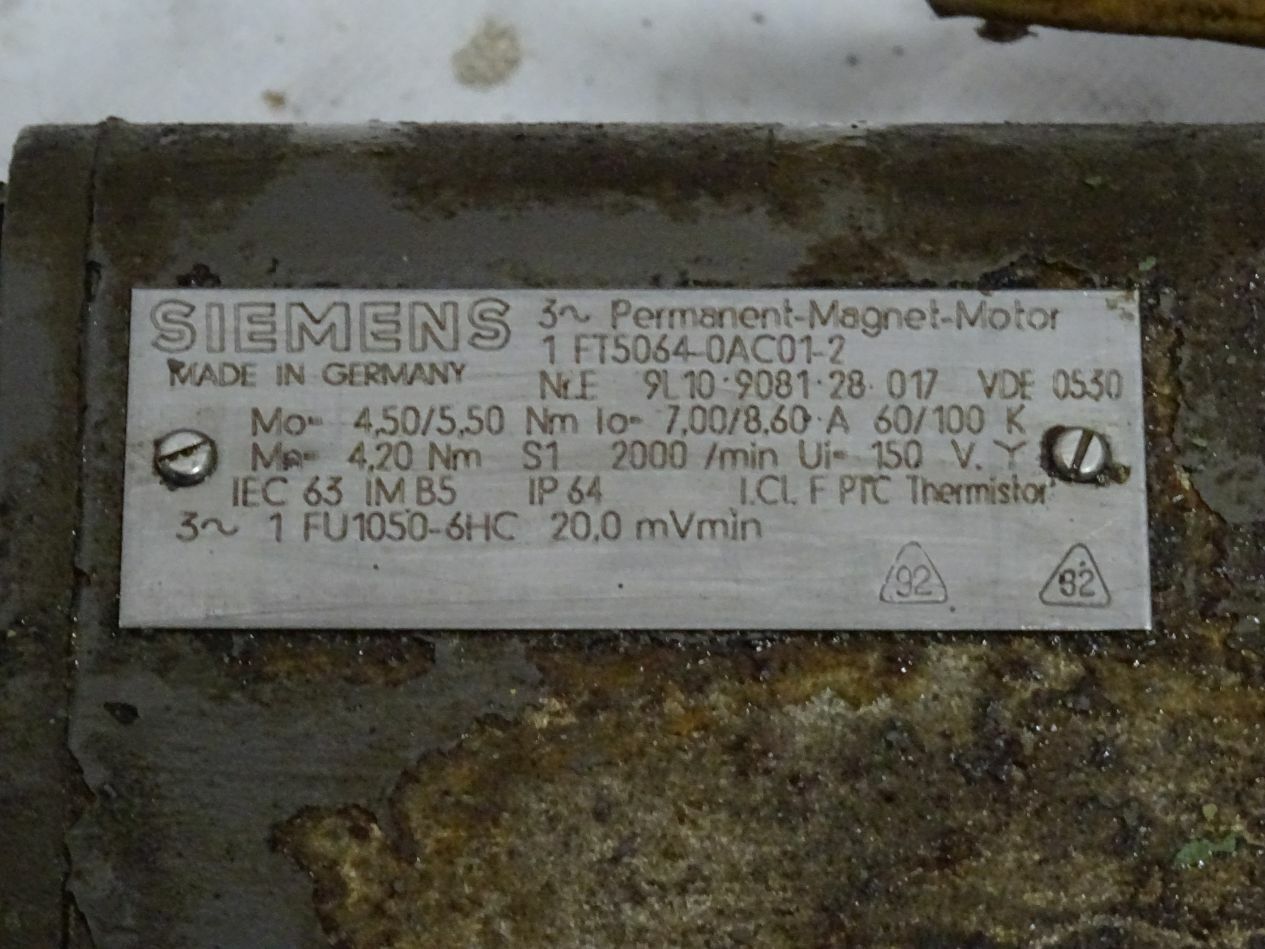 SIEMENS 3~ Permanent-Magnet-Motor
1 FT5064-0AC01-2
MADE IN GERMANY
Nr.E 9L10 9081 28 017 VDE 0530
Mo= 4,50/5,50 Nm Io= 7,00/8,60 A 60/100 K
4,20 Nm S1 2000 /min Ui= 150 V. Y
IEC 63 IM B5 IP 64 I.Cl. F PTC Thermistor
3~ 1 FU1050-6HC 20,0 mVmin
92 92